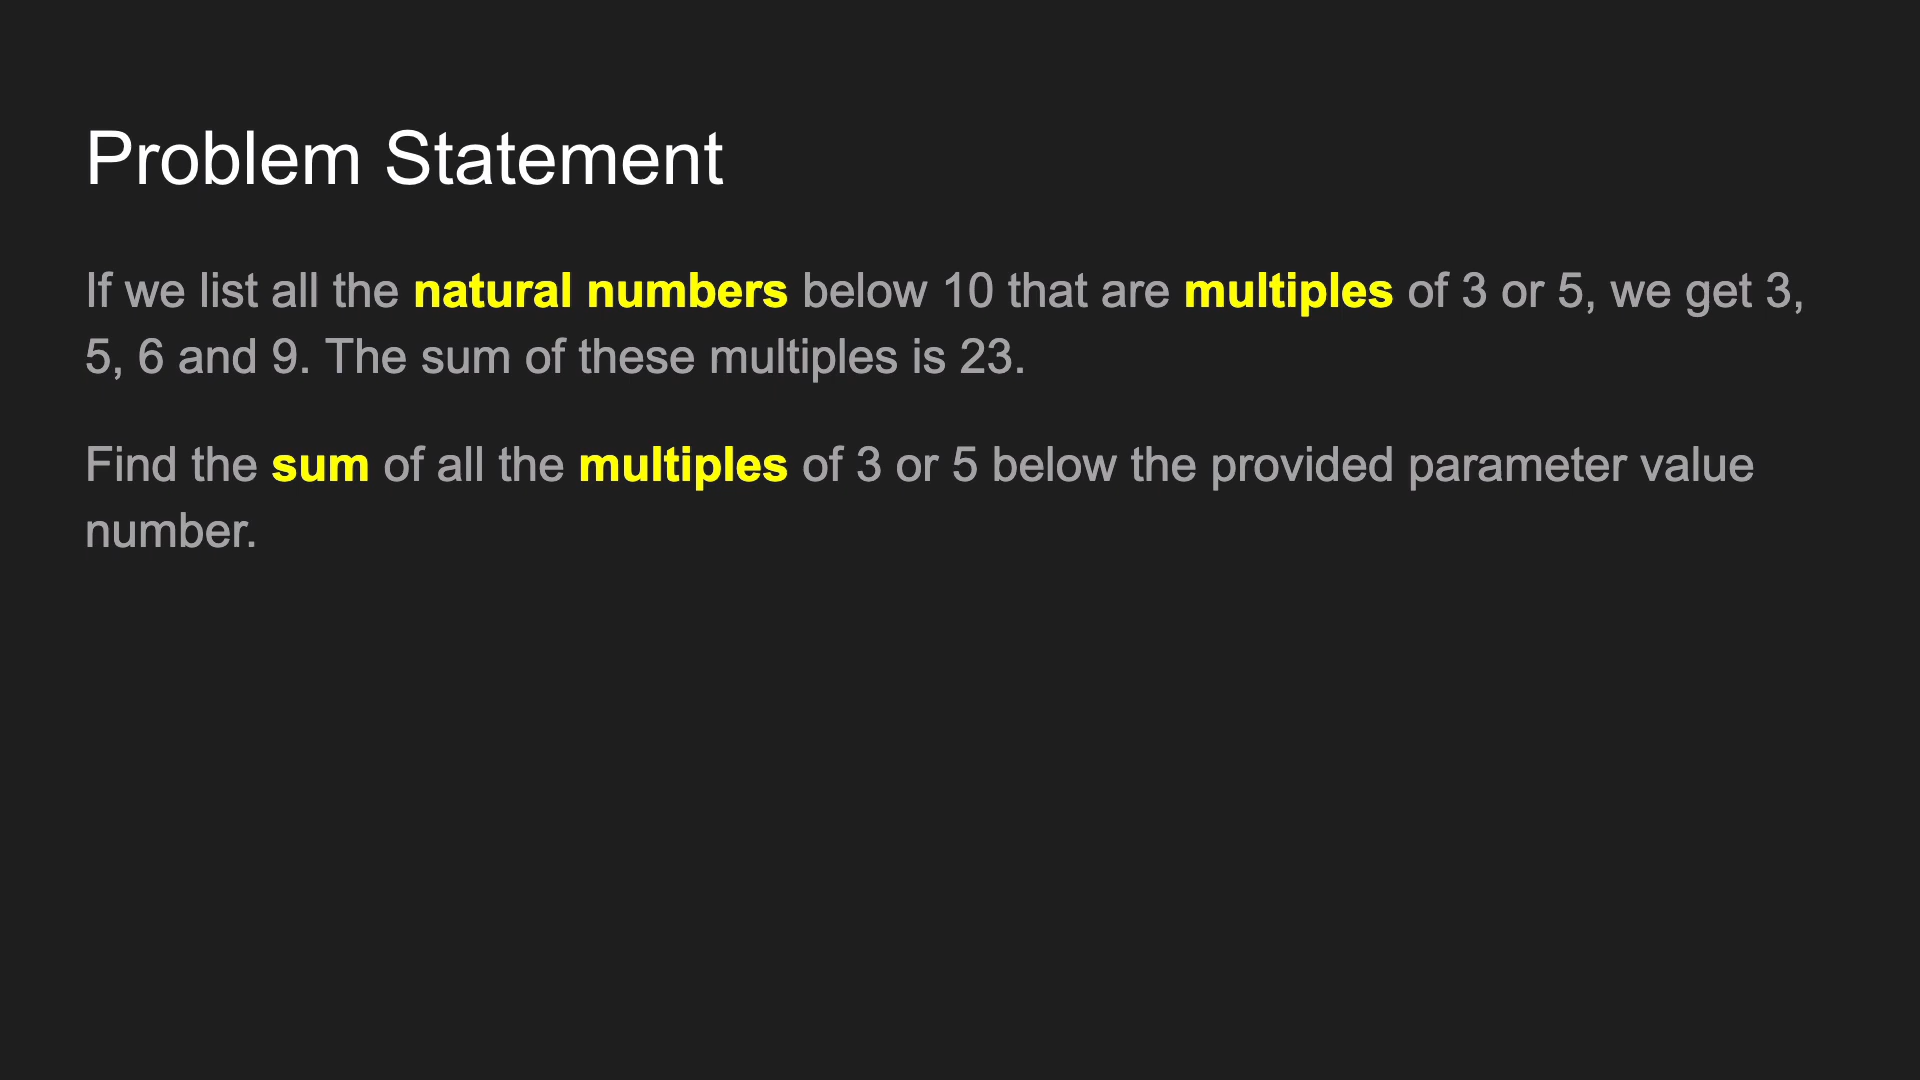 Problem Statement
If we list all the natural numbers below 10 that are multiples of 3 or 5, we get 3,
5, 6 and 9. The sum of these multiples is 23.
Find the sum of all the multiples of 3 or 5 below the provided parameter value
number.